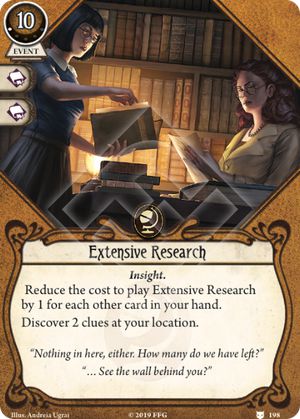 10
EVENT
Extensive Research
Insight.
Reduce the cost to play Extensive Research
by 1 for each other card in your hand.
Discover 2 clues at your location.
“Nothing in here, either. How many do we have left?”
“… See the wall behind you?”
Illus. Andreia Ugrai
© 2019 FFG
198